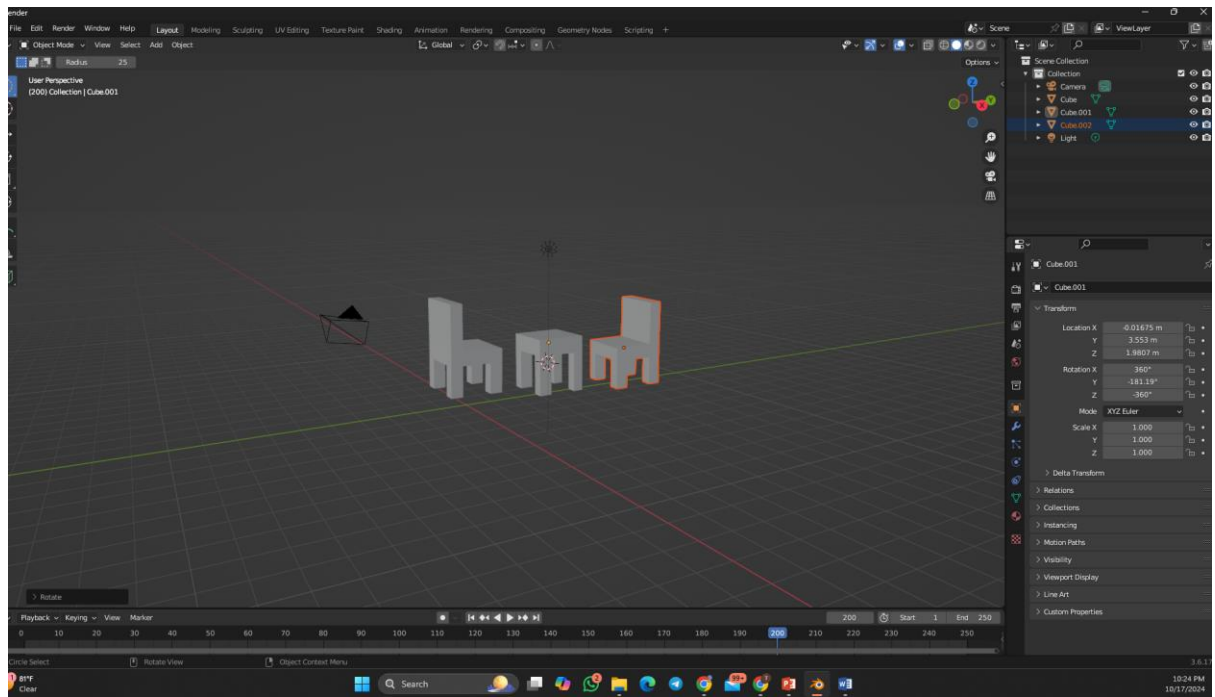 ender
File Edit Render Window Help Layout Modeling Sculpting UV Editing Texture Paint Shading Animation Rendering Compositing Geometry Nodes Scripting + Scene ViewLayer
Object Mode View Select Add Object Global
Radius 25 Options
User Perspective
(200) Collection | Cube.001
Z
X
Y
Scene Collection
Collection
Camera
Cube
Cube.001
Cube.002
Light
Cube.001
Cube.001
Transform
Location X -0.01675 m
Y 3.553 m
Z 1.9807 m
Rotation X 360°
Y -181.19°
Z -360°
Mode XYZ Euler
Scale X 1.000
Y 1.000
Z 1.000
Delta Transform
Relations
Collections
Instancing
Motion Paths
Visibility
Viewport Display
Line Art
Custom Properties
Rotate
Playback Keying View Marker 200 Start 1 End 250
0 10 20 30 40 50 60 70 80 90 100 110 120 130 140 150 160 170 180 190 200 210 220 230 240 250
Circle Select Rotate View Object Context Menu 3.6.17
81°F
Clear
Search
99+
10:24 PM
10/17/2024